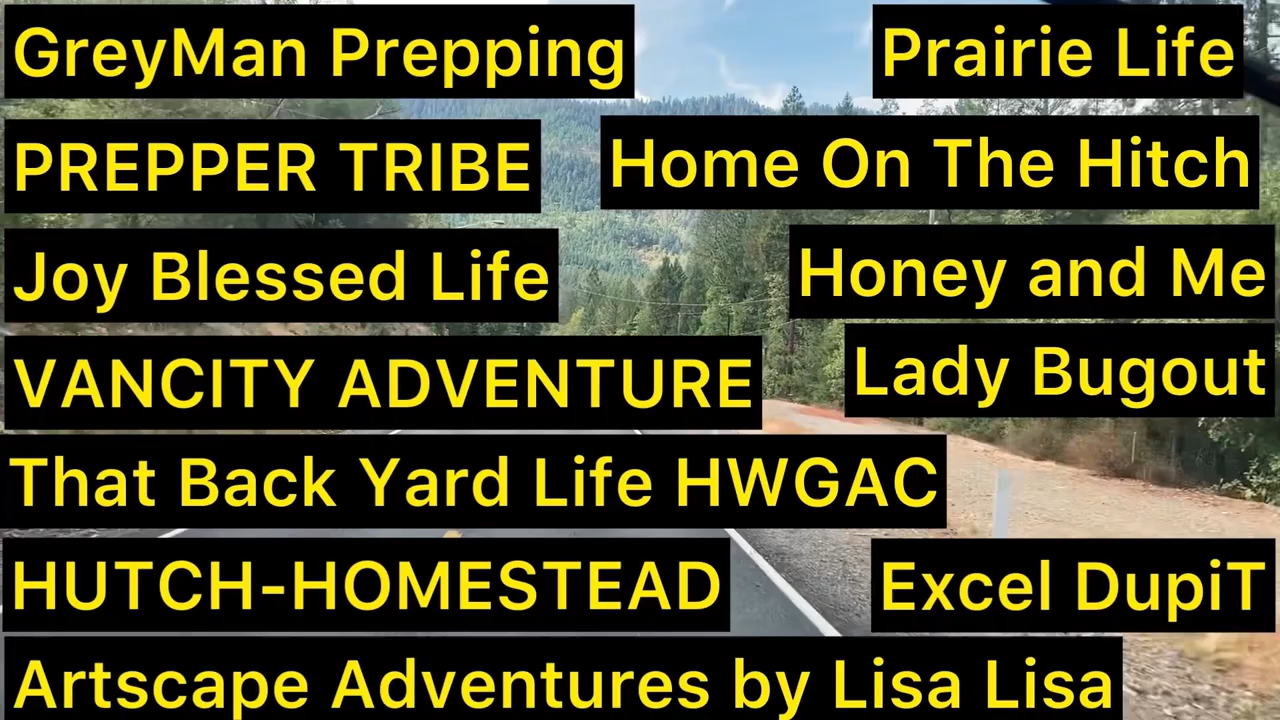 GreyMan Prepping
Prairie Life
PREPPER TRIBE
Home On The Hitch
Joy Blessed Life
Honey and Me
VANCITY ADVENTURE
Lady Bugout
That Back Yard Life HWGAC
HUTCH-HOMESTEAD
Excel DupiT
Artscape Adventures by Lisa Lisa